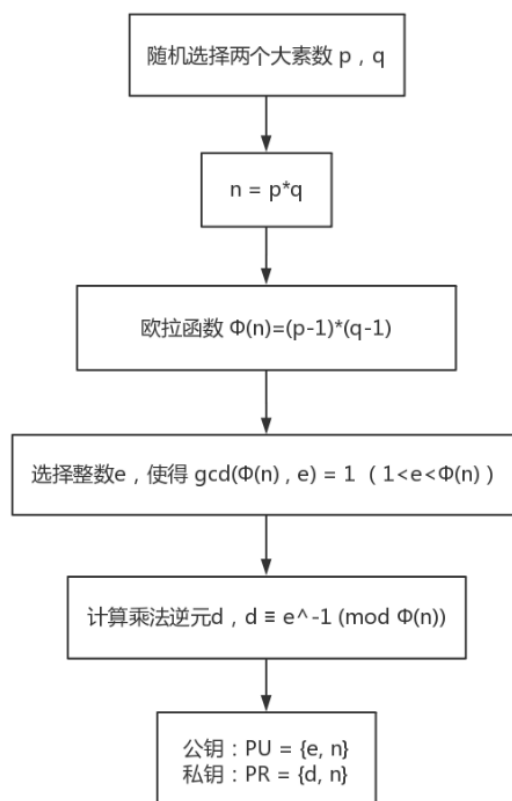 随机选择两个大素数 p , q
n = p*q
欧拉函数 Φ(n)=(p-1)*(q-1)
选择整数e , 使得 gcd(Φ(n) , e) = 1 ( 1<e<Φ(n) )
计算乘法逆元d , d ≡ e^-1 (mod Φ(n))
公钥 : PU = {e, n}
私钥 : PR = {d, n}